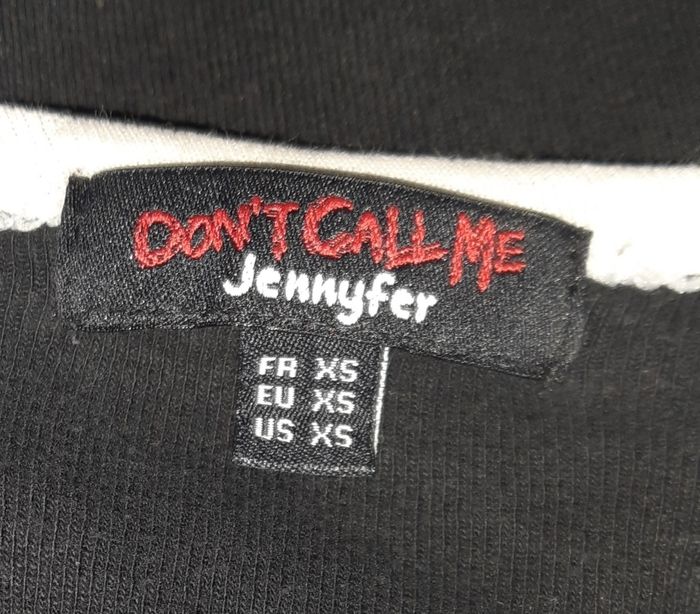 DON'T CALL ME
Jennyfer
FR XS
EU XS
US XS